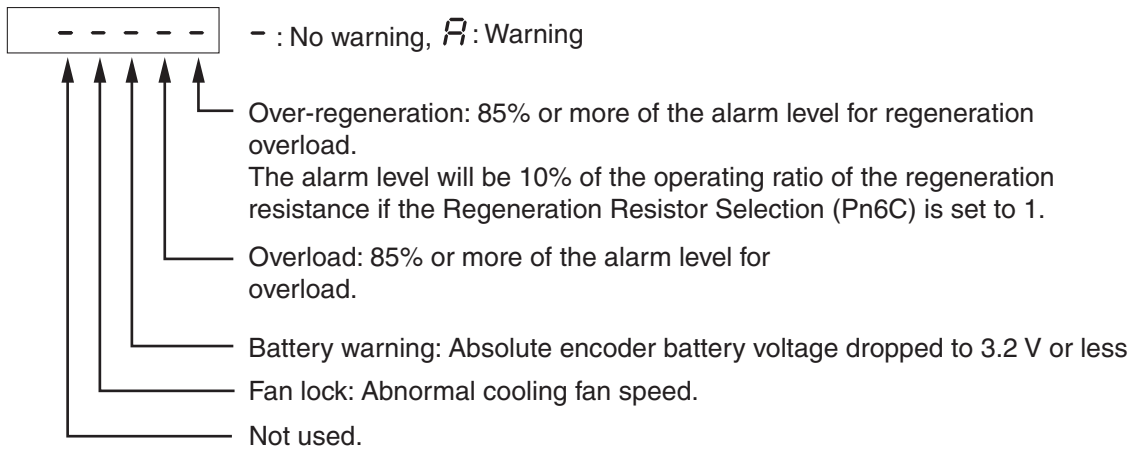 - - - - - - : No warning, A : Warning
Over-regeneration: 85% or more of the alarm level for regeneration
overload.
The alarm level will be 10% of the operating ratio of the regeneration
resistance if the Regeneration Resistor Selection (Pn6C) is set to 1.
Overload: 85% or more of the alarm level for
overload.
Battery warning: Absolute encoder battery voltage dropped to 3.2 V or less
Fan lock: Abnormal cooling fan speed.
Not used.